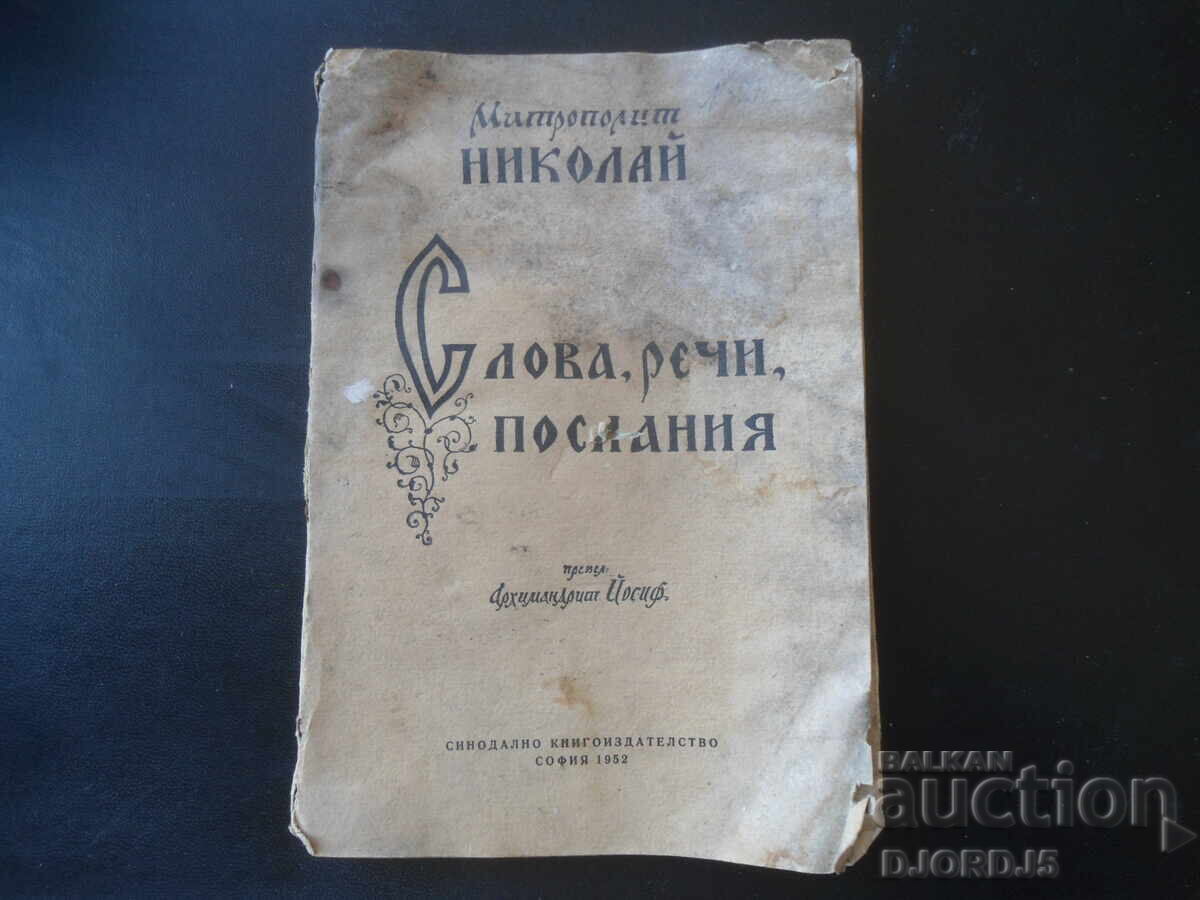 Митрополит
НИКОЛАЙ
СЛОВА, РЕЧИ,
ПОСЛАНИЯ
превел:
Архимандрит Йосиф.
СИНОДАЛНО КНИГОИЗДАТЕЛСТВО
СОФИЯ 1952
BALKAN
auction
DJORDJ5